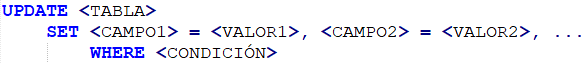 UPDATE <TABLA>
SET <CAMPO1> = <VALOR1>, <CAMPO2> = <VALOR2>, ...
WHERE <CONDICIÓN>